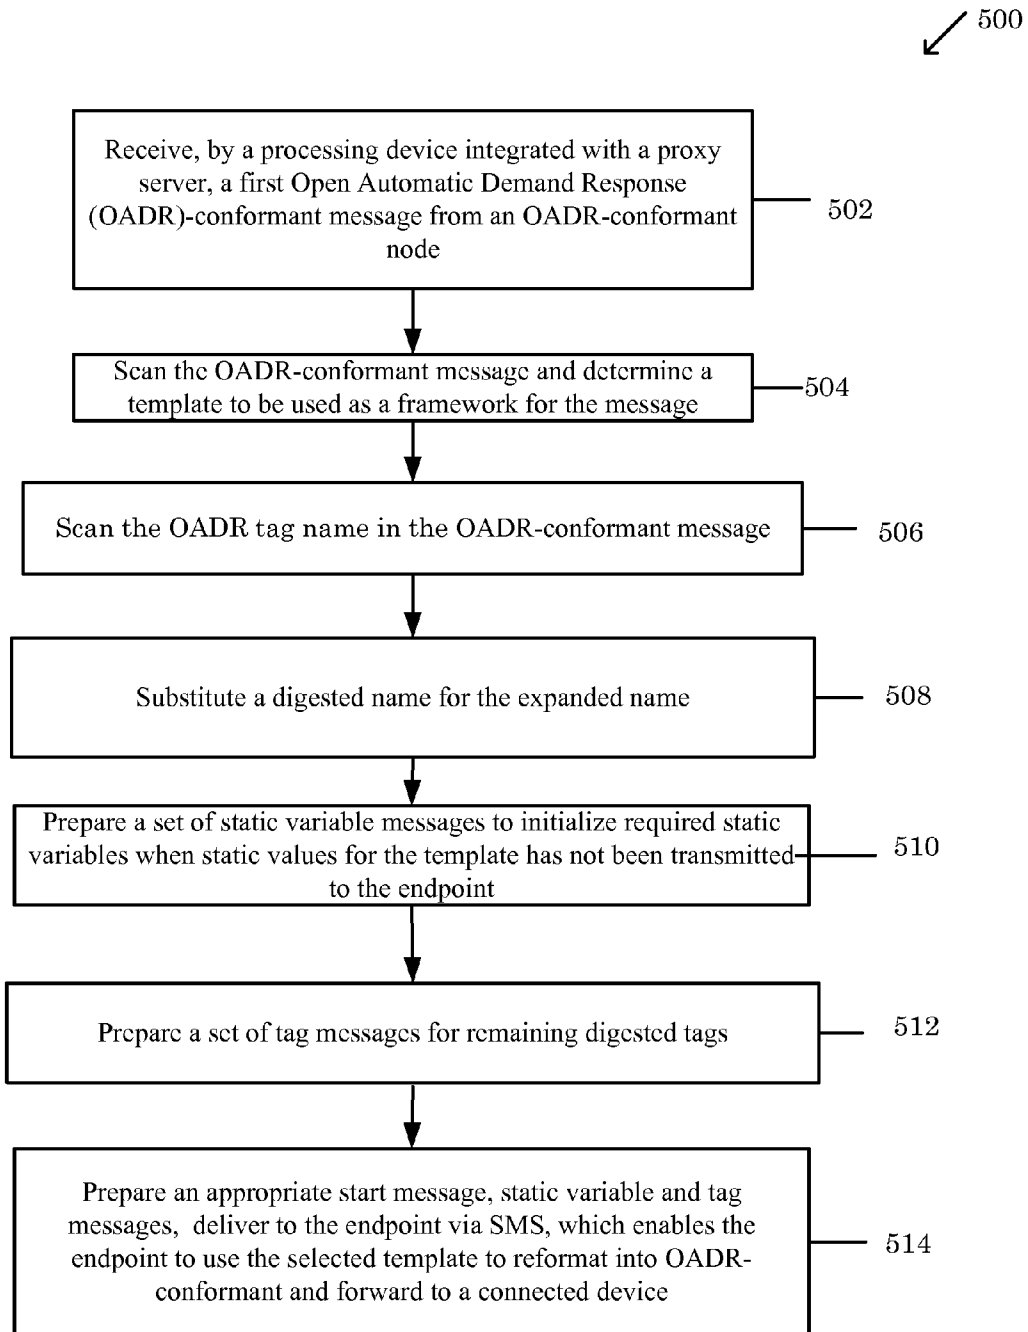 500
Receive, by a processing device integrated with a proxy
server, a first Open Automatic Demand Response
(OADR)-conformant message from an OADR-conformant
node
502
Scan the OADR-conformant message and determine a
template to be used as a framework for the message
504
Scan the OADR tag name in the OADR-conformant message
506
Substitute a digested name for the expanded name
508
Prepare a set of static variable messages to initialize required static
variables when static values for the template has not been transmitted
to the endpoint
510
Prepare a set of tag messages for remaining digested tags
512
Prepare an appropriate start message, static variable and tag
messages, deliver to the endpoint via SMS, which enables the
endpoint to use the selected template to reformat into OADR-
conformant and forward to a connected device
514